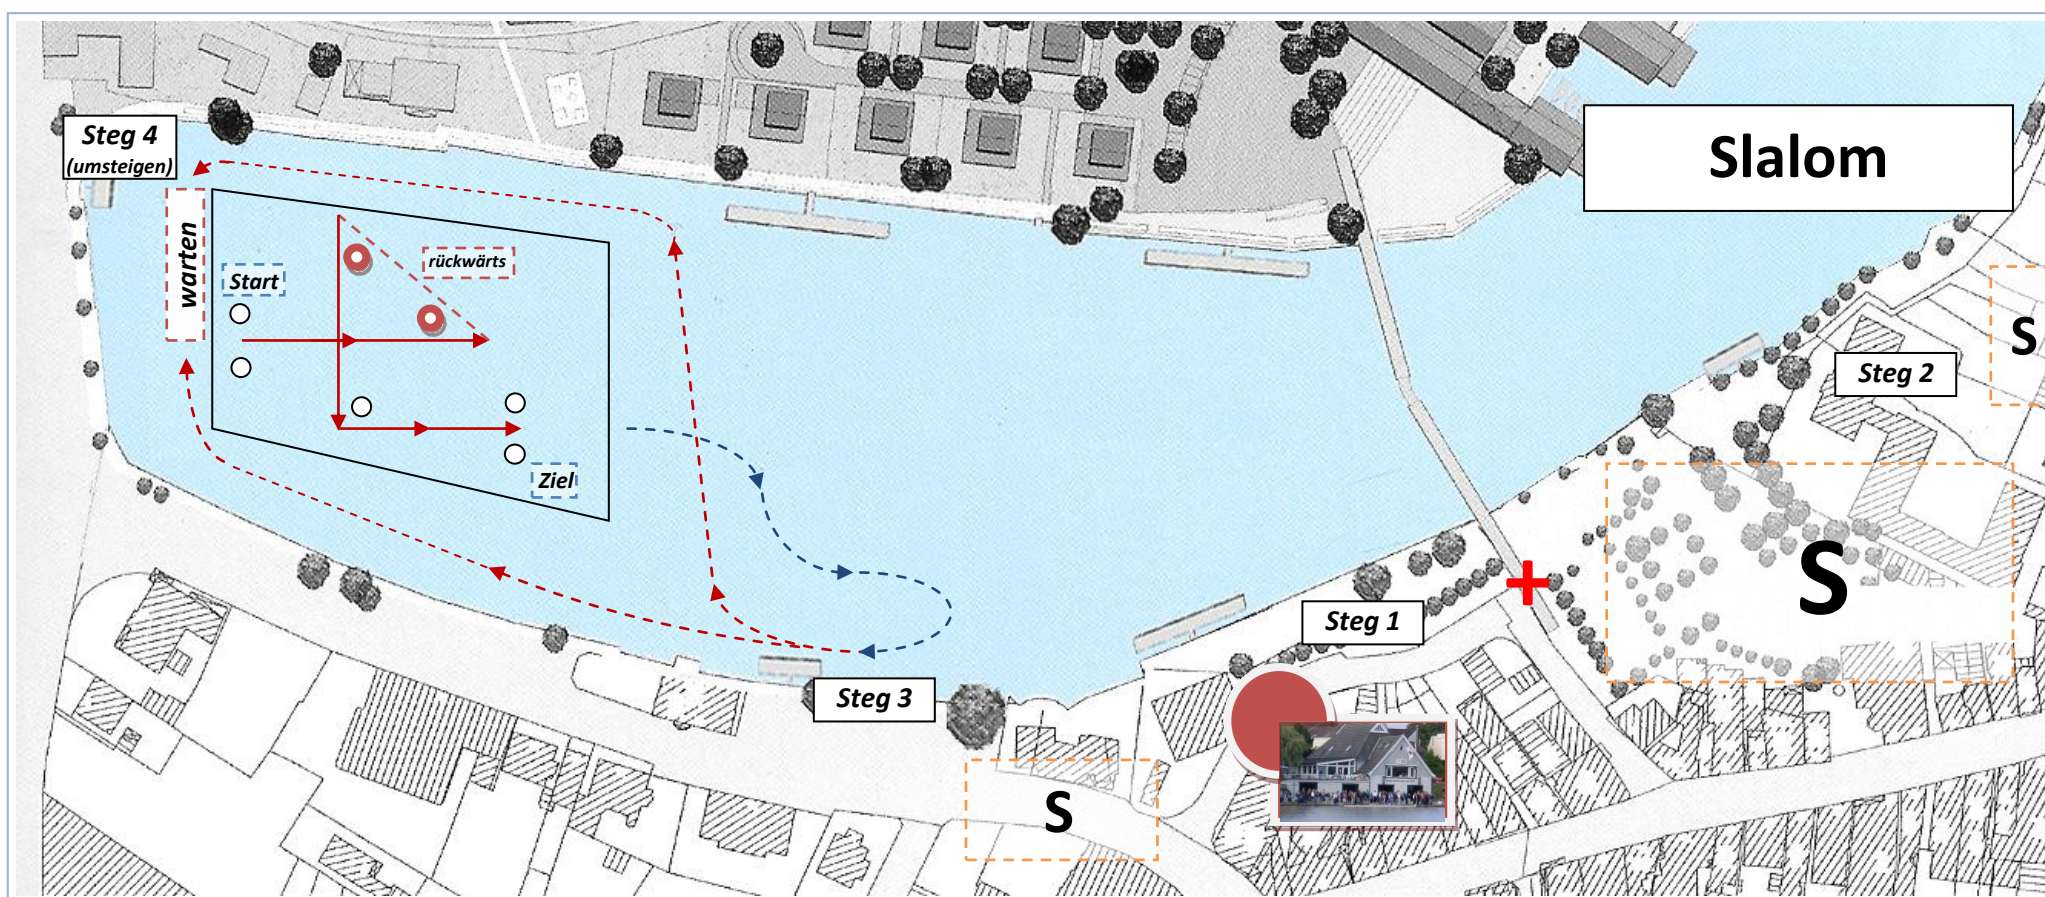 Slalom
Steg 4
(umsteigen)
warten
Start
rückwärts
Ziel
S
Steg 2
S
Steg 1
Steg 3
S